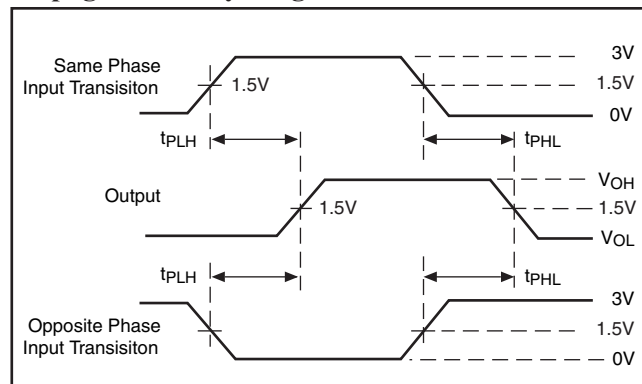 Same Phase
Input Transisiton
1.5V
3V
1.5V
0V
tPLH
tPHL
Output
1.5V
VOH
1.5V
VOL
tPLH
tPHL
Opposite Phase
Input Transisiton
3V
1.5V
0V